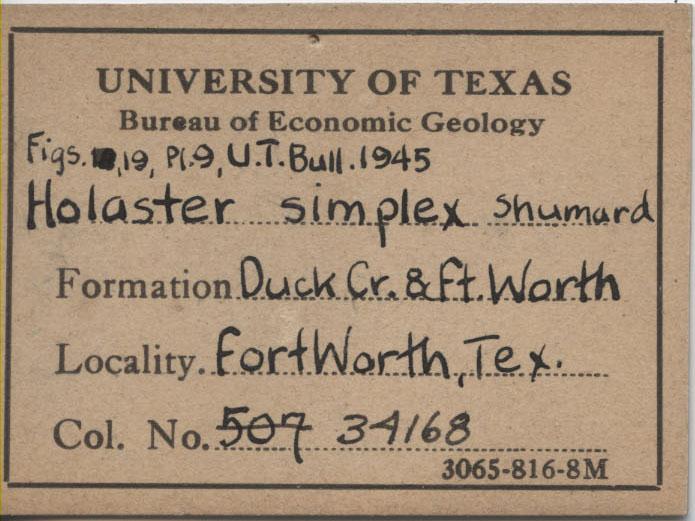 UNIVERSITY OF TEXAS
Bureau of Economic Geology
Figs. ,19, Pl.9, U.T. Bull. 1945
Holaster simplex Shumard
Formation Duck Cr. & Ft. Worth
Locality. Fort Worth, Tex.
Col. No. 507 34168
3065-816-8M